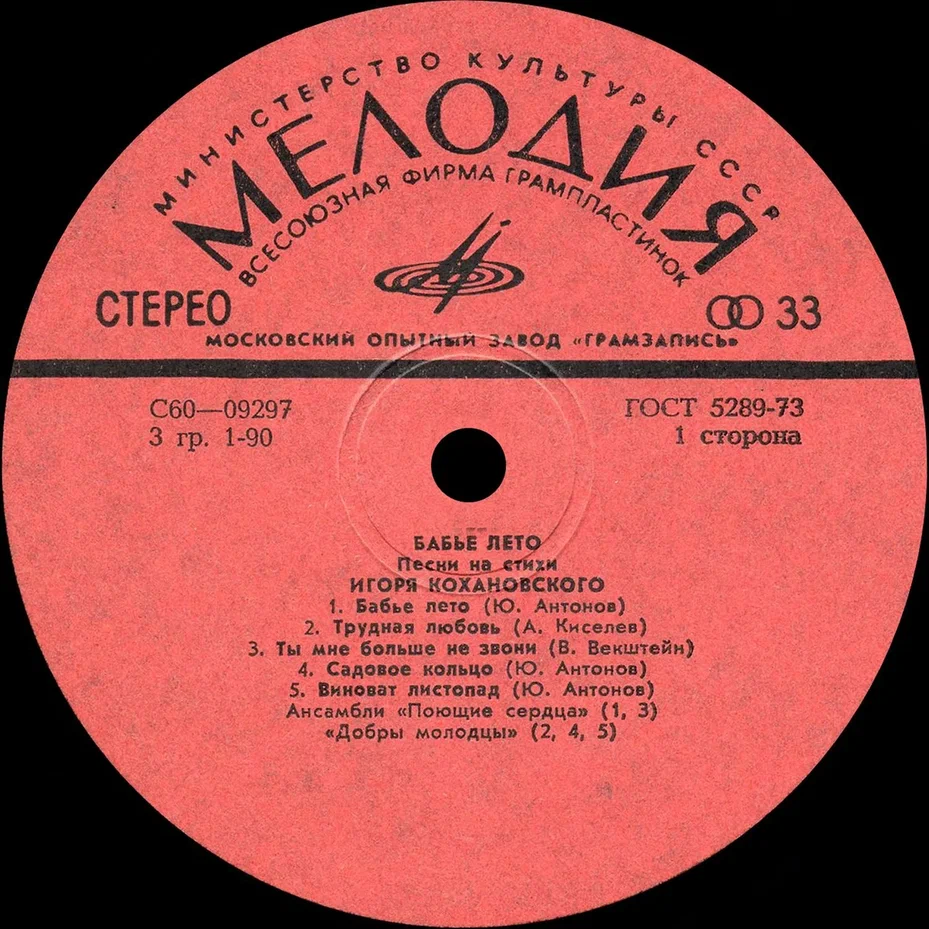 МИНИСТЕРСТВО КУЛЬТУРЫ СССР
МЕЛОДИЯ
ВСЕСОЮЗНАЯ ФИРМА ГРАМПЛАСТИНОК
СТЕРЕО
33
МОСКОВСКИЙ ОПЫТНЫЙ ЗАВОД «ГРАМЗАПИСЬ»
С60—09297
ГОСТ 5289-73
3 гр. 1-90
1 сторона
БАБЬЕ ЛЕТО
Песни на стихи
ИГОРЯ КОХАНОВСКОГО
1. Бабье лето (Ю. Антонов)
2. Трудная любовь (А. Киселев)
3. Ты мне больше не звони (В. Векштейн)
4. Садовое кольцо (Ю. Антонов)
5. Виноват листопад (Ю. Антонов)
Ансамбли «Поющие сердца» (1, 3)
«Добры молодцы» (2, 4, 5)